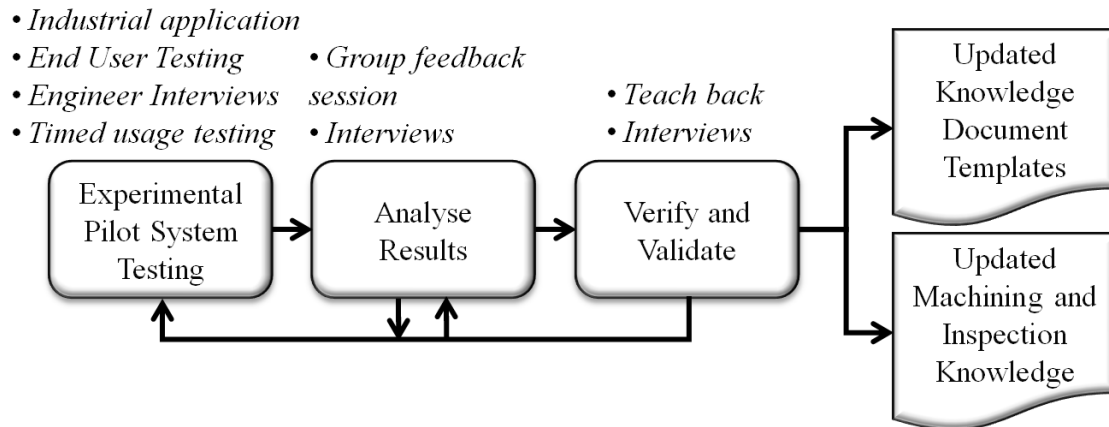 • Industrial application
• End User Testing
• Engineer Interviews
• Timed usage testing
• Group feedback
session
• Interviews
• Teach back
• Interviews
Experimental
Pilot System
Testing
Analyse
Results
Verify and
Validate
Updated
Knowledge
Document
Templates
Updated
Machining and
Inspection
Knowledge